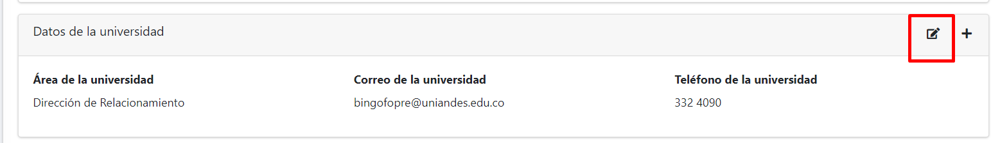 Datos de la universidad
Área de la universidad
Dirección de Relacionamiento
Correo de la universidad
bingofopre@uniandes.edu.co
Teléfono de la universidad
332 4090